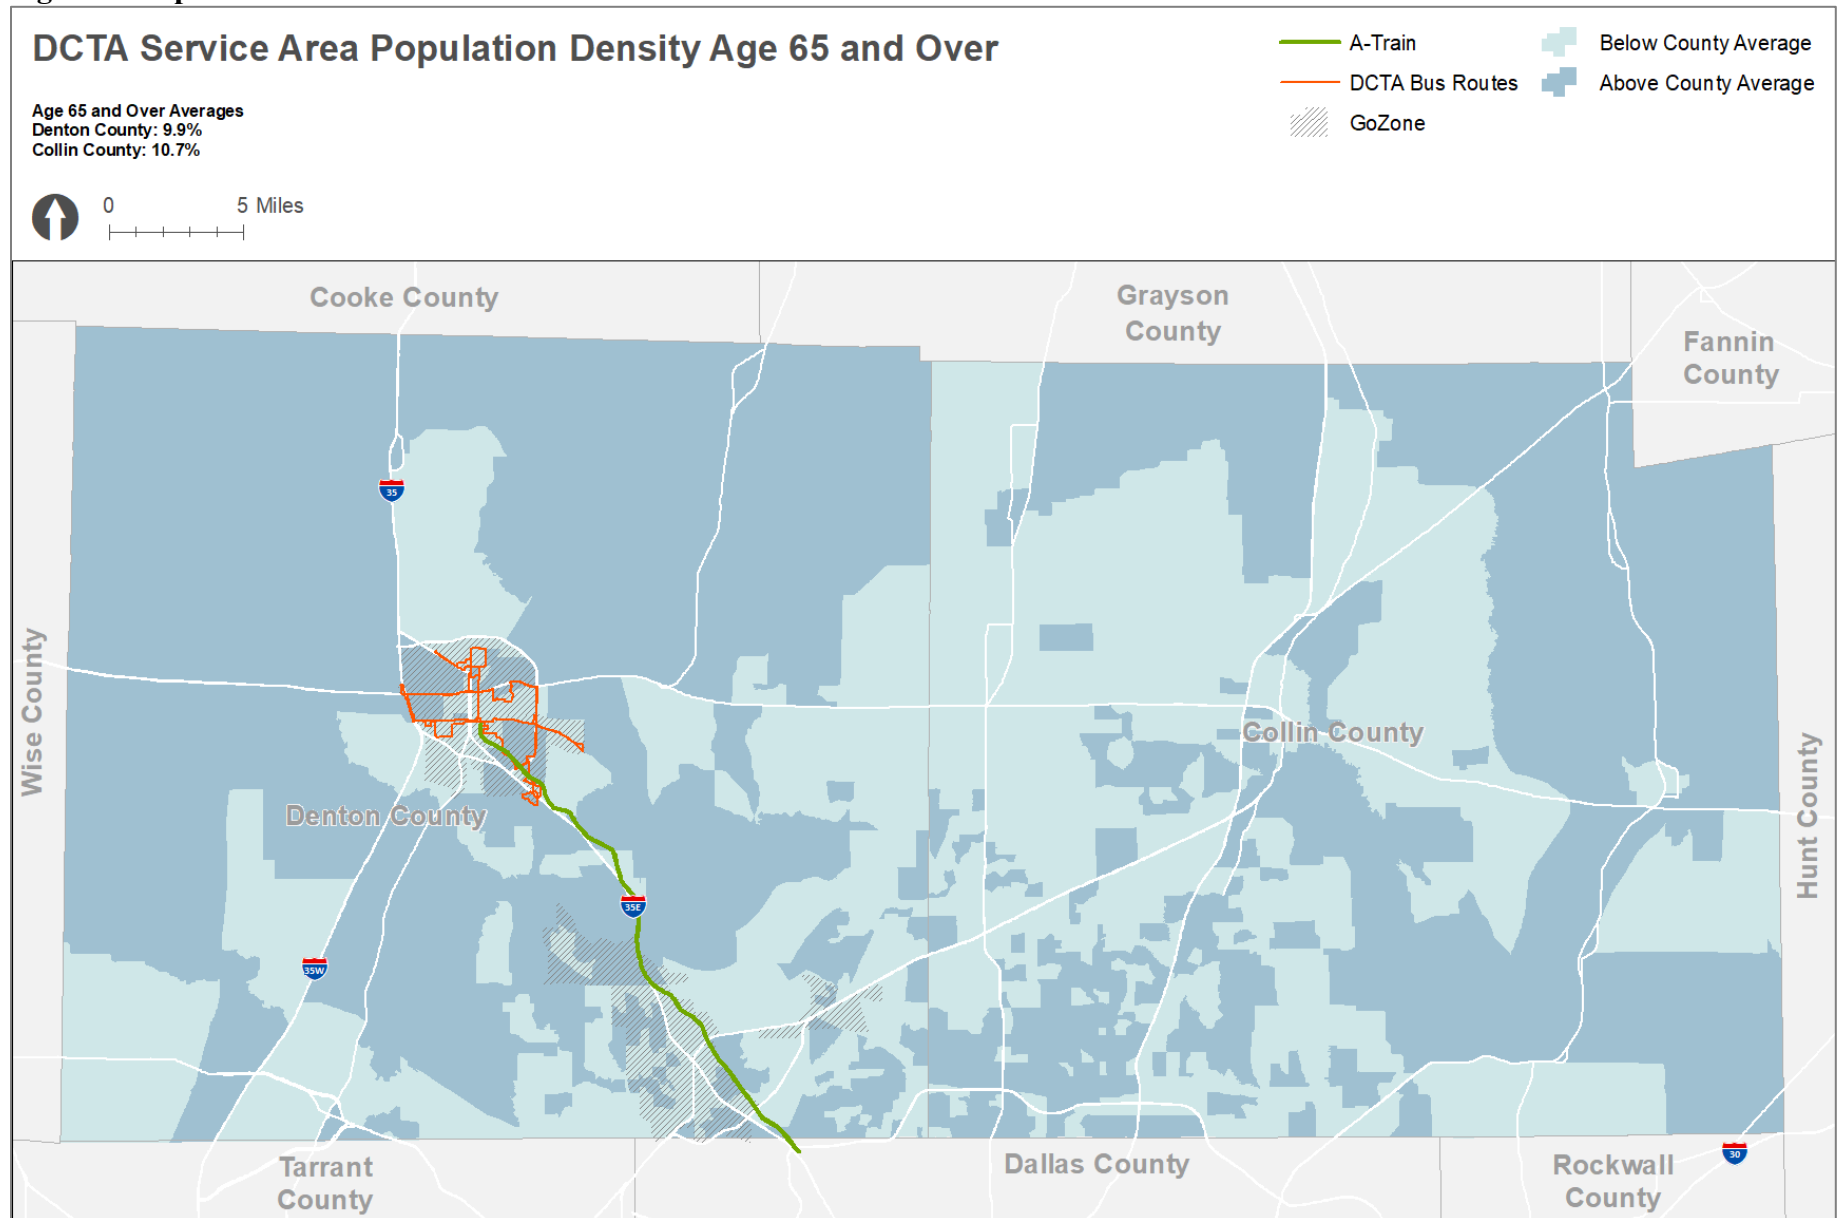 DCTA Service Area Population Density Age 65 and Over
Age 65 and Over Averages
Denton County: 9.9%
Collin County: 10.7%
0 5 Miles
A-Train
DCTA Bus Routes
GoZone
Below County Average
Above County Average
Cooke County
Grayson
County
Fannin
County
35
Wise County
Collin County
Denton County
Hunt County
35E
35W
Tarrant
County
Dallas County
Rockwall
County
30